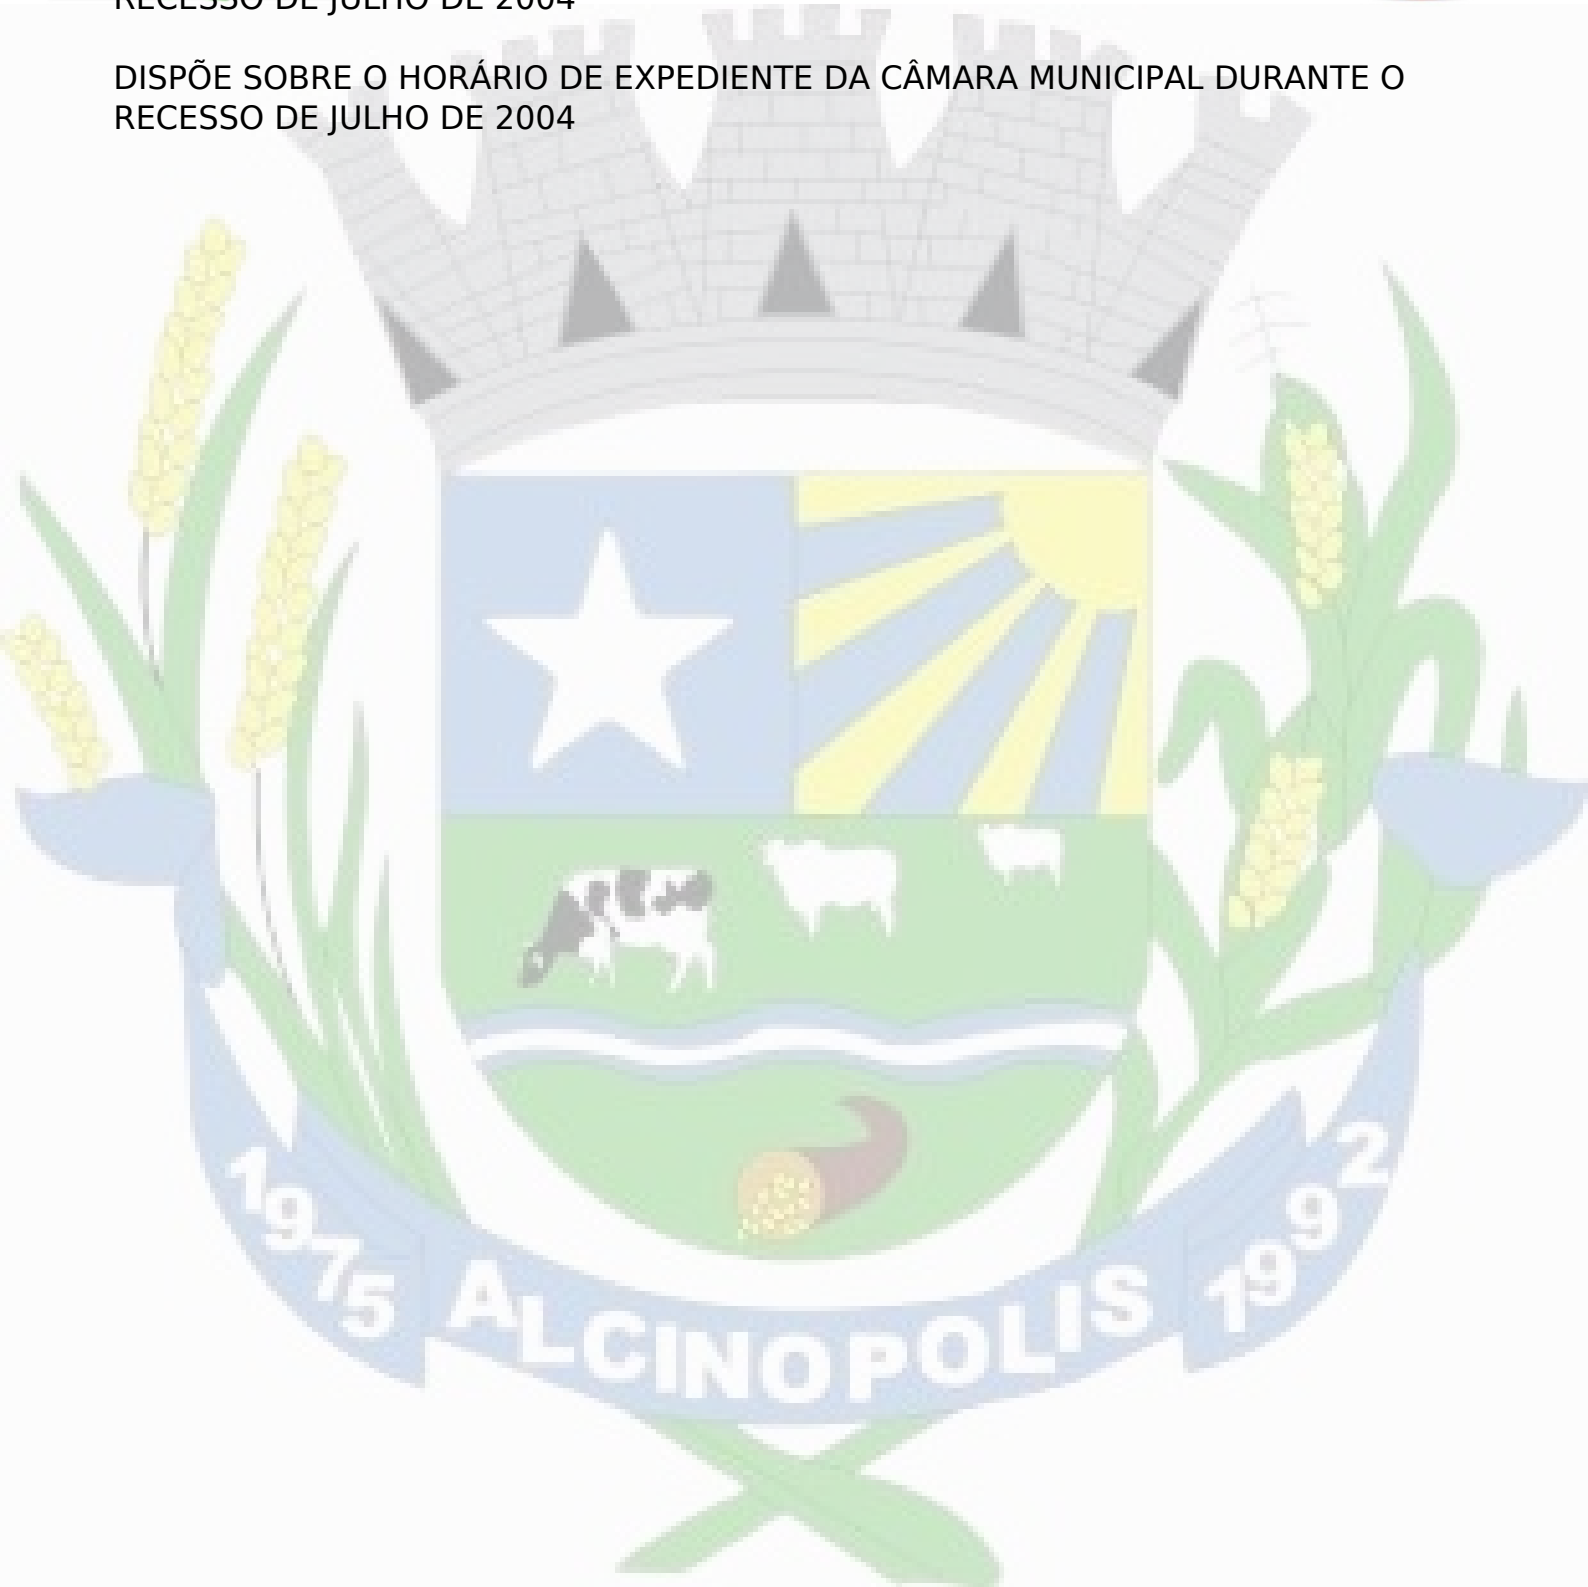 RECESSO DE JULHO DE 2004
DISPÕE SOBRE O HORÁRIO DE EXPEDIENTE DA CÂMARA MUNICIPAL DURANTE O
RECESSO DE JULHO DE 2004
1975 ALCINOPOLIS 1992